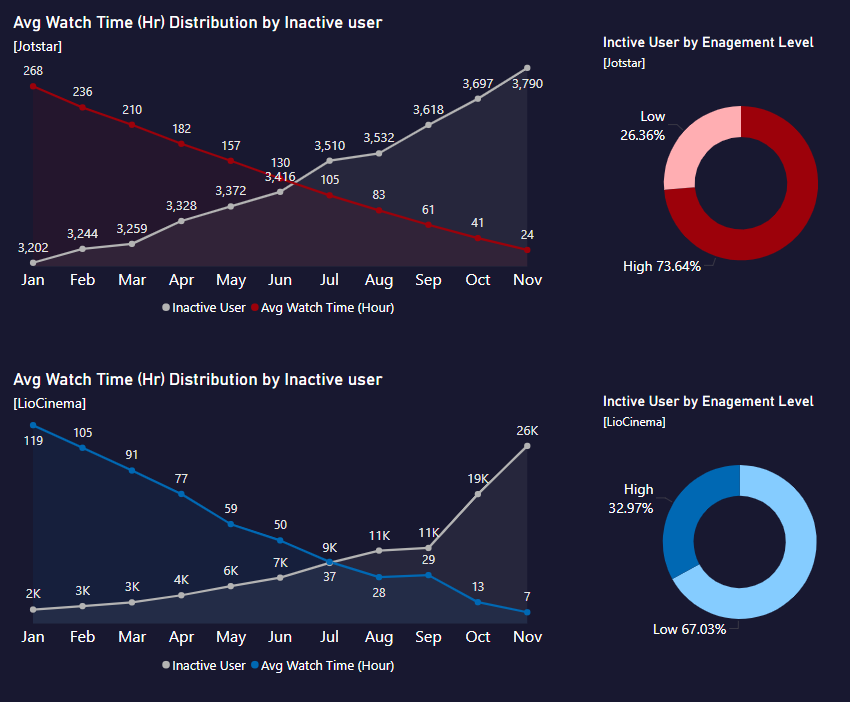 Avg Watch Time (Hr) Distribution by Inactive user
[Jotstar]
268
236
210
182
157
130
105
83
61
41
24
3,202
3,244
3,259
3,328
3,372
3,416
3,510
3,532
3,618
3,697
3,790
Jan Feb Mar Apr May Jun Jul Aug Sep Oct Nov
Inactive User Avg Watch Time (Hour)
Inctive User by Enagement Level
[Jotstar]
Low
26.36%
High 73.64%
Avg Watch Time (Hr) Distribution by Inactive user
[LioCinema]
119
105
91
77
59
50
37
28
29
13
7
2K
3K
3K
4K
6K
7K
9K
11K
11K
19K
26K
Jan Feb Mar Apr May Jun Jul Aug Sep Oct Nov
Inactive User Avg Watch Time (Hour)
Inctive User by Enagement Level
[LioCinema]
High
32.97%
Low 67.03%